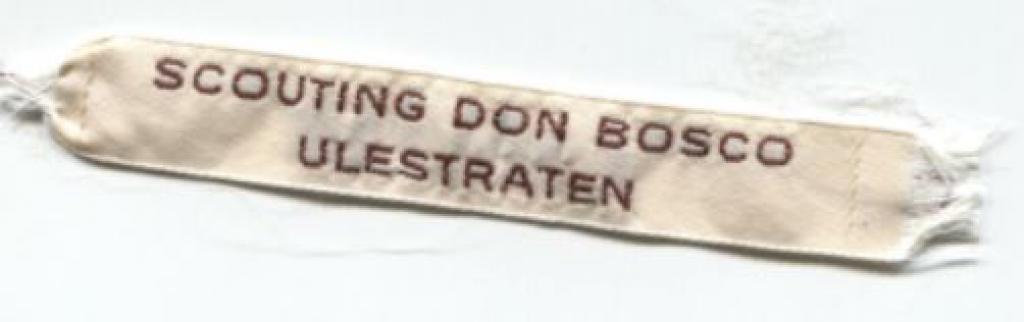 SCOUTING DON BOSCO
ULESTRATEN